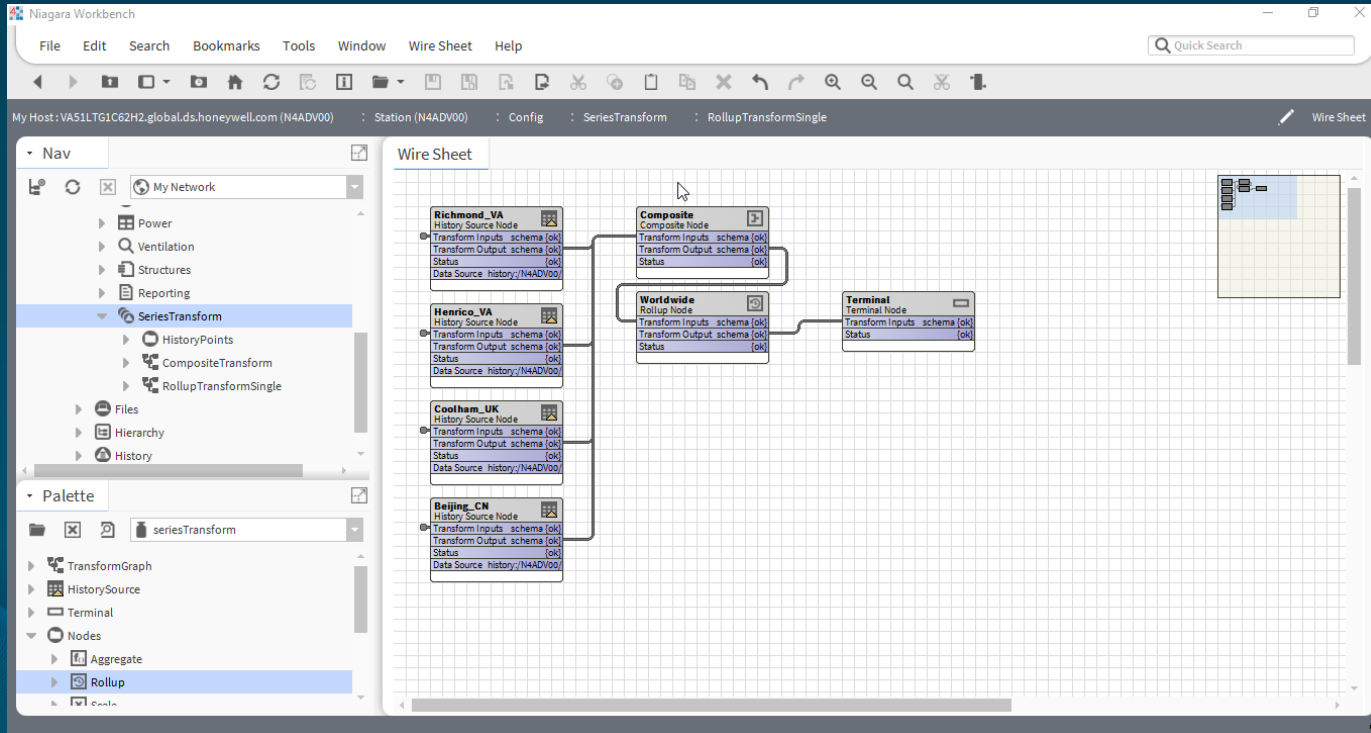 Niagara Workbench
File Edit Search Bookmarks Tools Window Wire Sheet Help
Quick Search
My Host : VA51LTG1C62H2.global.ds.honeywell.com (N4ADV00) : Station (N4ADV00) : Config : SeriesTransform : RollupTransformSingle
Wire Sheet
Nav
My Network
Power
Ventilation
Structures
Reporting
SeriesTransform
HistoryPoints
CompositeTransform
RollupTransformSingle
Files
Hierarchy
History
Palette
seriesTransform
TransformGraph
HistorySource
Terminal
Nodes
Aggregate
Rollup
Scale
Wire Sheet
Richmond_VA
History Source Node
Transform Inputs schema {ok}
Transform Output schema {ok}
Status {ok}
Data Source history:/N4ADV00/
Henrico_VA
History Source Node
Transform Inputs schema {ok}
Transform Output schema {ok}
Status {ok}
Data Source history:/N4ADV00/
Coolham_UK
History Source Node
Transform Inputs schema {ok}
Transform Output schema {ok}
Status {ok}
Data Source history:/N4ADV00/
Beijing_CN
History Source Node
Transform Inputs schema {ok}
Transform Output schema {ok}
Status {ok}
Data Source history:/N4ADV00/
Composite
Composite Node
Transform Inputs schema {ok}
Transform Output schema {ok}
Status {ok}
Worldwide
Rollup Node
Transform Inputs schema {ok}
Transform Output schema {ok}
Status {ok}
Terminal
Terminal Node
Transform Inputs schema {ok}
Status {ok}